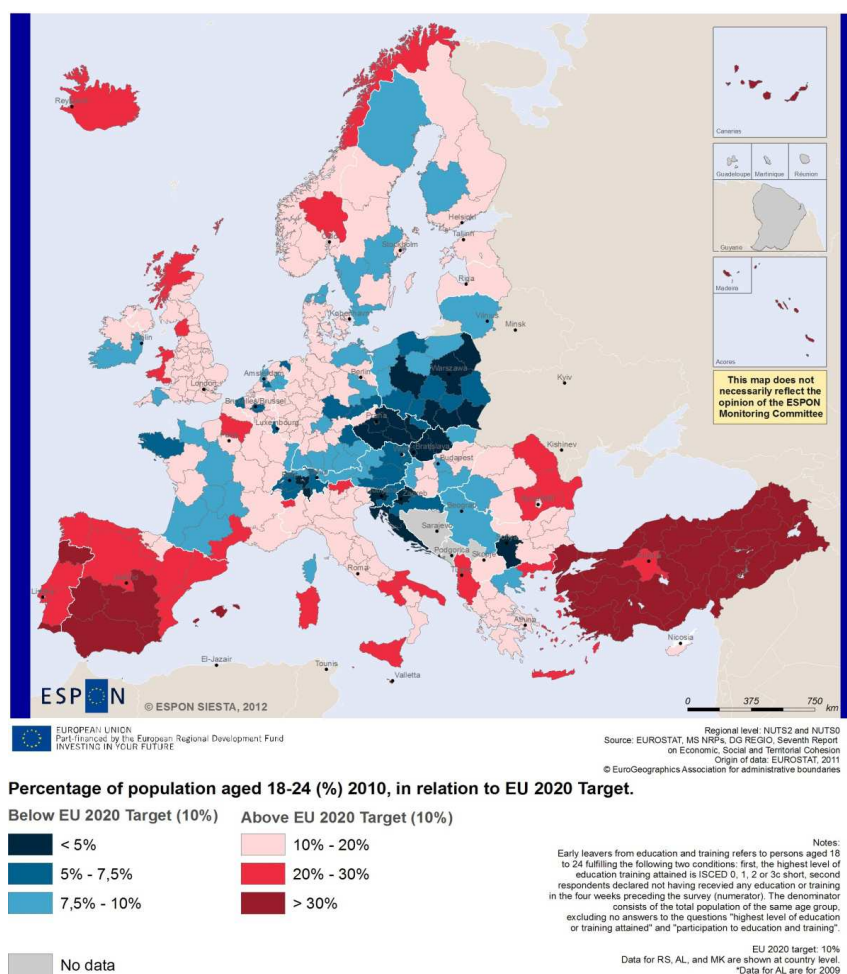 Reykjavik
Canaries
Guadeloupe
Martinique
Réunion
Guyane
Madeira
Acores
This map does not
necessarily reflect the
opinion of the ESPON
Monitoring Committee
Helsinki
Tallinn
Stockholm
Riga
Vilnius
Minsk
Dublin
København
London
Amsterdam
Berlin
Warszawa
Kyiv
Bruxelles/Brussel
Luxembourg
Praha
Bratislava
Budapest
Kishinev
Zagreb
Beograd
Sarajevo
Podgorica
Skopje
Roma
Athina
Nicosia
El-Jazair
Tounis
Valletta
0 375 750
km
ESPON
© ESPON SIESTA, 2012
EUROPEAN UNION
Part-financed by the European Regional Development Fund
INVESTING IN YOUR FUTURE
Regional level: NUTS2 and NUTS0
Source: EUROSTAT, MS NRPs, DG REGIO, Seventh Report
on Economic, Social and Territorial Cohesion
Origin of data: EUROSTAT, 2011
© EuroGeographics Association for administrative boundaries
Percentage of population aged 18-24 (%) 2010, in relation to EU 2020 Target.
Below EU 2020 Target (10%)
Above EU 2020 Target (10%)
< 5%
5% - 7,5%
7,5% - 10%
10% - 20%
20% - 30%
> 30%
No data
Notes:
Early leavers from education and training refers to persons aged 18
to 24 fulfilling the following two conditions: first, the highest level of
education training attained is ISCED 0, 1, 2 or 3c short, second
respondents declared not having recevied any education or training
in the four weeks preceding the survey (numerator). The denominator
consists of the total population of the same age group,
excluding no answers to the questions "highest level of education
or training attained" and "participation to education and training".
EU 2020 target: 10%
Data for RS, AL, and MK are shown at country level.
*Data for AL are for 2009